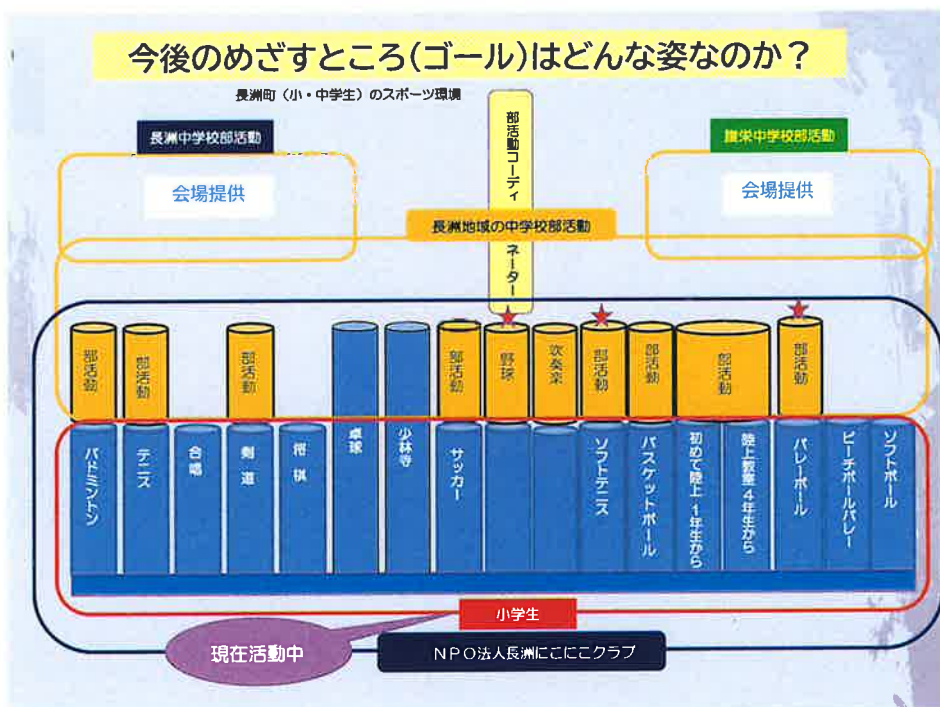 今後のめざすところ(ゴール)はどんな姿なのか？
長洲町（小・中学生）のスポーツ環境
長洲中学校部活動
部活動コーディネーター
腹栄中学校部活動
会場提供
会場提供
長洲地域の中学校部活動
部活動
部活動
部活動
部活動
野球
吹奏楽
部活動
部活動
部活動
部活動
バドミントン
テニス
合唱
剣道
将棋
卓球
少林寺
サッカー
ソフトテニス
バスケットボール
初めて陸上 1年生から
陸上教室 4年生から
バレーボール
ビーチボールバレー
ソフトボール
小学生
現在活動中
NPO法人長洲にこにこクラブ